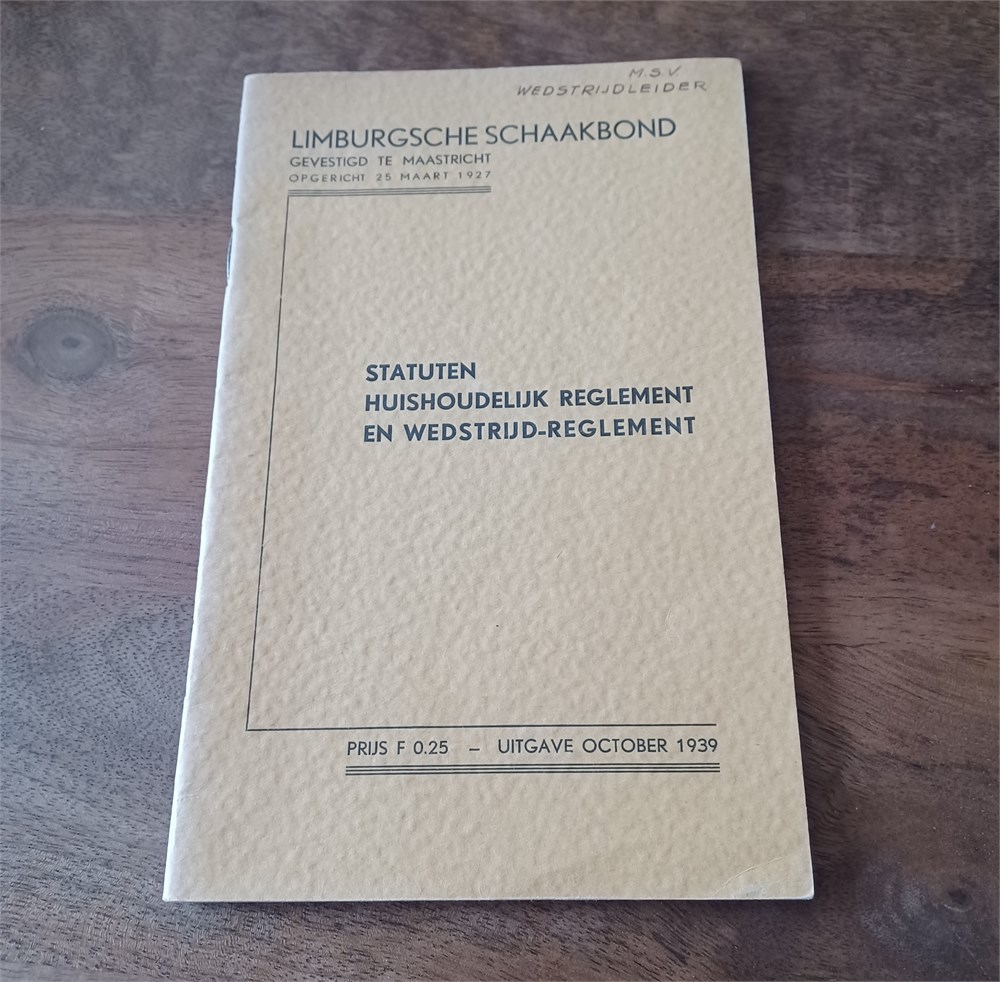 M.S.V.
WEDSTRIJDLEIDER
LIMBURGSCHE SCHAAKBOND
GEVESTIGD TE MAASTRICHT
OPGERICHT 25 MAART 1927
STATUTEN
HUISHOUDELIJK REGLEMENT
EN WEDSTRIJD-REGLEMENT
PRIJS F 0.25 – UITGAVE OCTOBER 1939